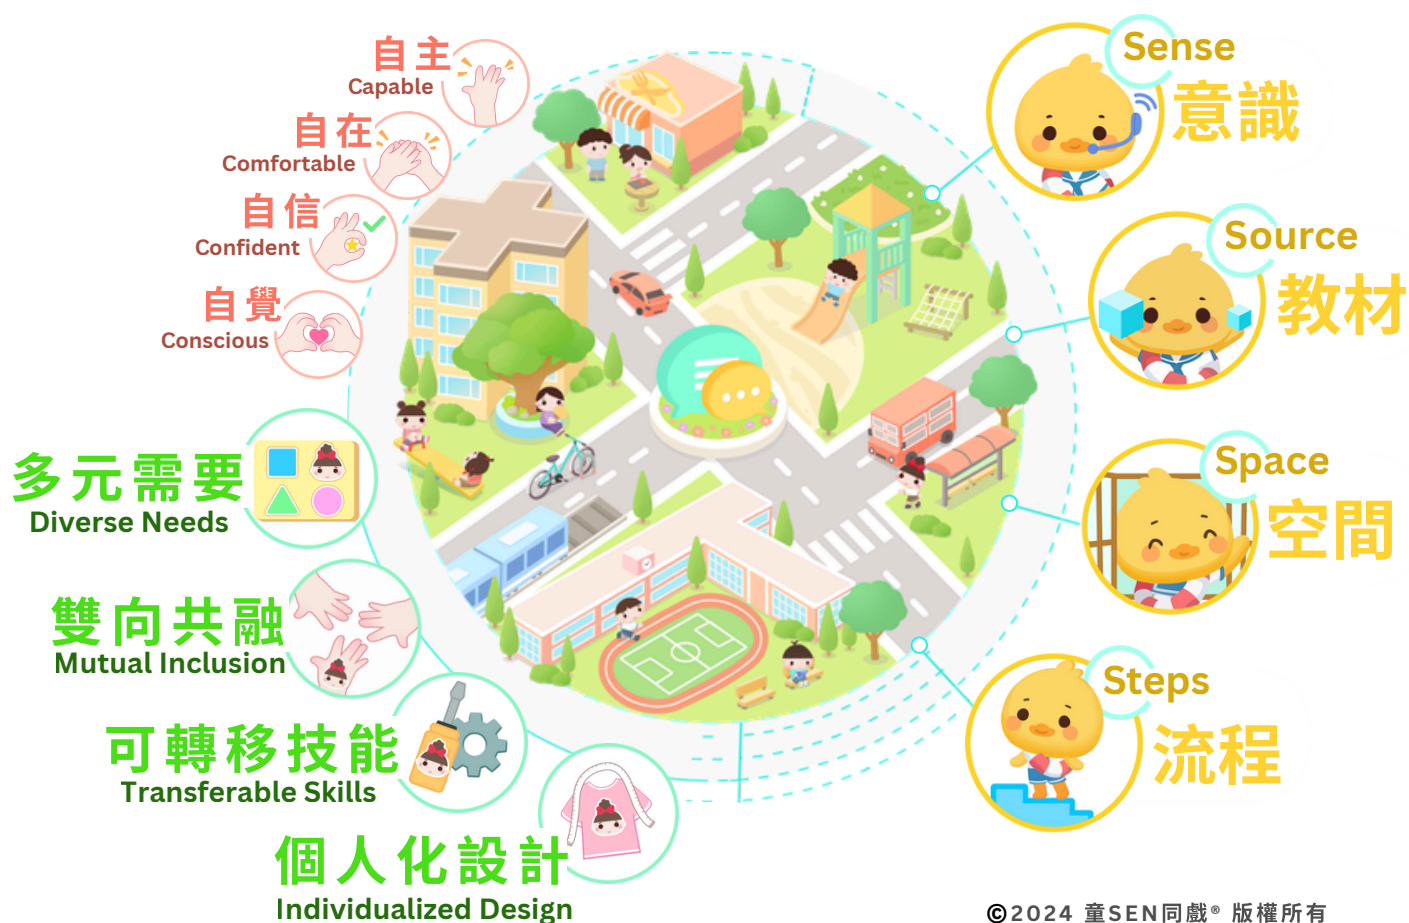 自主
Capable
自在
Comfortable
自信
Confident
自覺
Conscious
多元需要
Diverse Needs
雙向共融
Mutual Inclusion
可轉移技能
Transferable Skills
個人化設計
Individualized Design
Sense
意識
Source
教材
Space
空間
Steps
流程
©2024 童SEN同戲® 版權所有